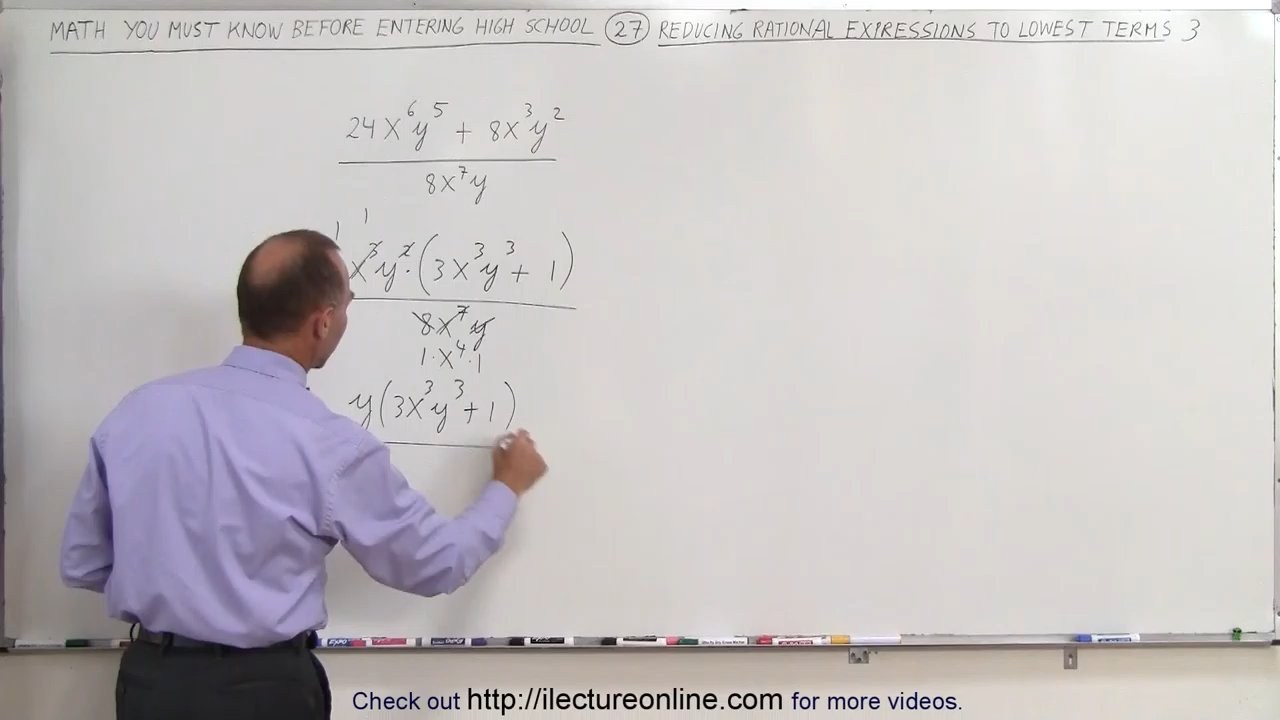 MATH YOU MUST KNOW BEFORE ENTERING HIGH SCHOOL 27 REDUCING RATIONAL EXPRESSIONS TO LOWEST TERMS 3
24x⁶y⁵ + 8x³y²
8x⁷y
1 1
x³y²·(3x³y³ + 1)
8x⁷y
1·x⁴·1
y(3x³y³ + 1)
EXPO
Check out http://ilectureonline.com for more videos.